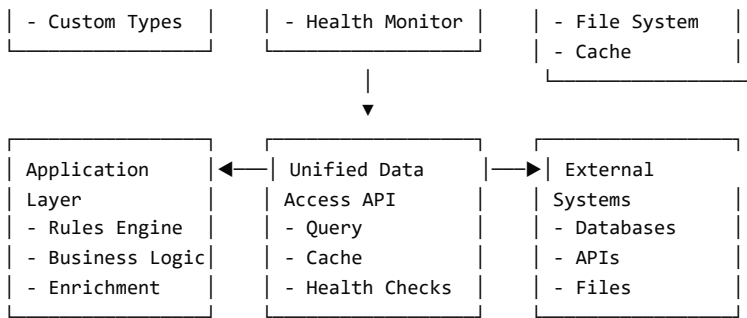 - Custom Types - Health Monitor - File System
- Cache
Application Unified Data External
Layer Access API Systems
- Rules Engine - Query - Databases
- Business Logic - Cache - APIs
- Enrichment - Health Checks - Files